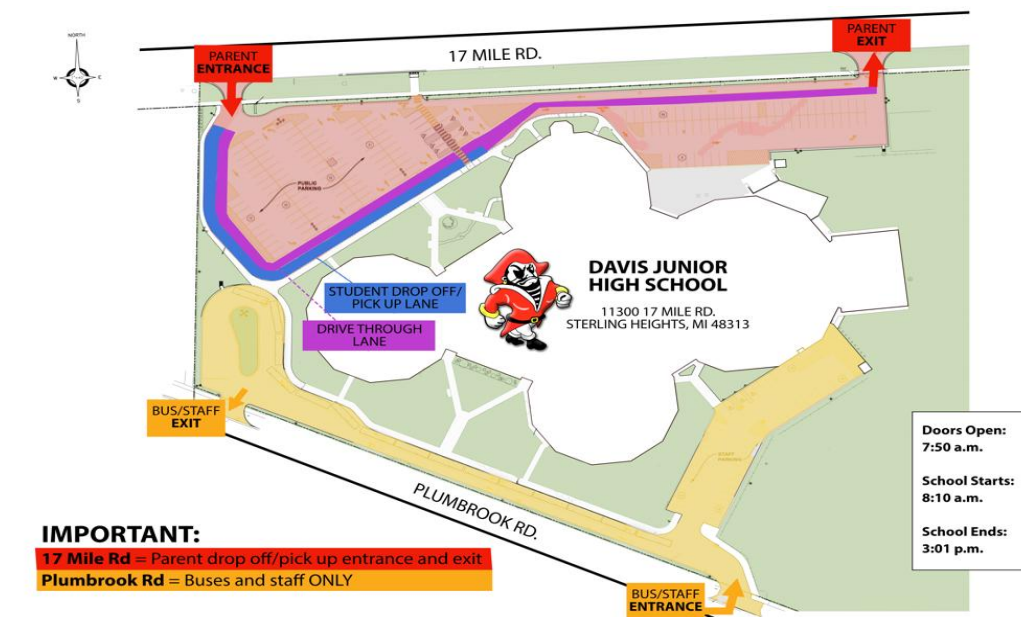 NORTH
W
E
S
PARENT
ENTRANCE
17 MILE RD.
PARENT
EXIT
PUBLIC
PARKING
STUDENT DROP OFF/
PICK UP LANE
DRIVE THROUGH
LANE
DAVIS JUNIOR
HIGH SCHOOL
11300 17 MILE RD.
STERLING HEIGHTS, MI 48313
BUS/STAFF
EXIT
STAFF
PARKING
PLUMBROOK RD.
BUS/STAFF
ENTRANCE
Doors Open:
7:50 a.m.
School Starts:
8:10 a.m.
School Ends:
3:01 p.m.
IMPORTANT:
17 Mile Rd = Parent drop off/pick up entrance and exit
Plumbrook Rd = Buses and staff ONLY